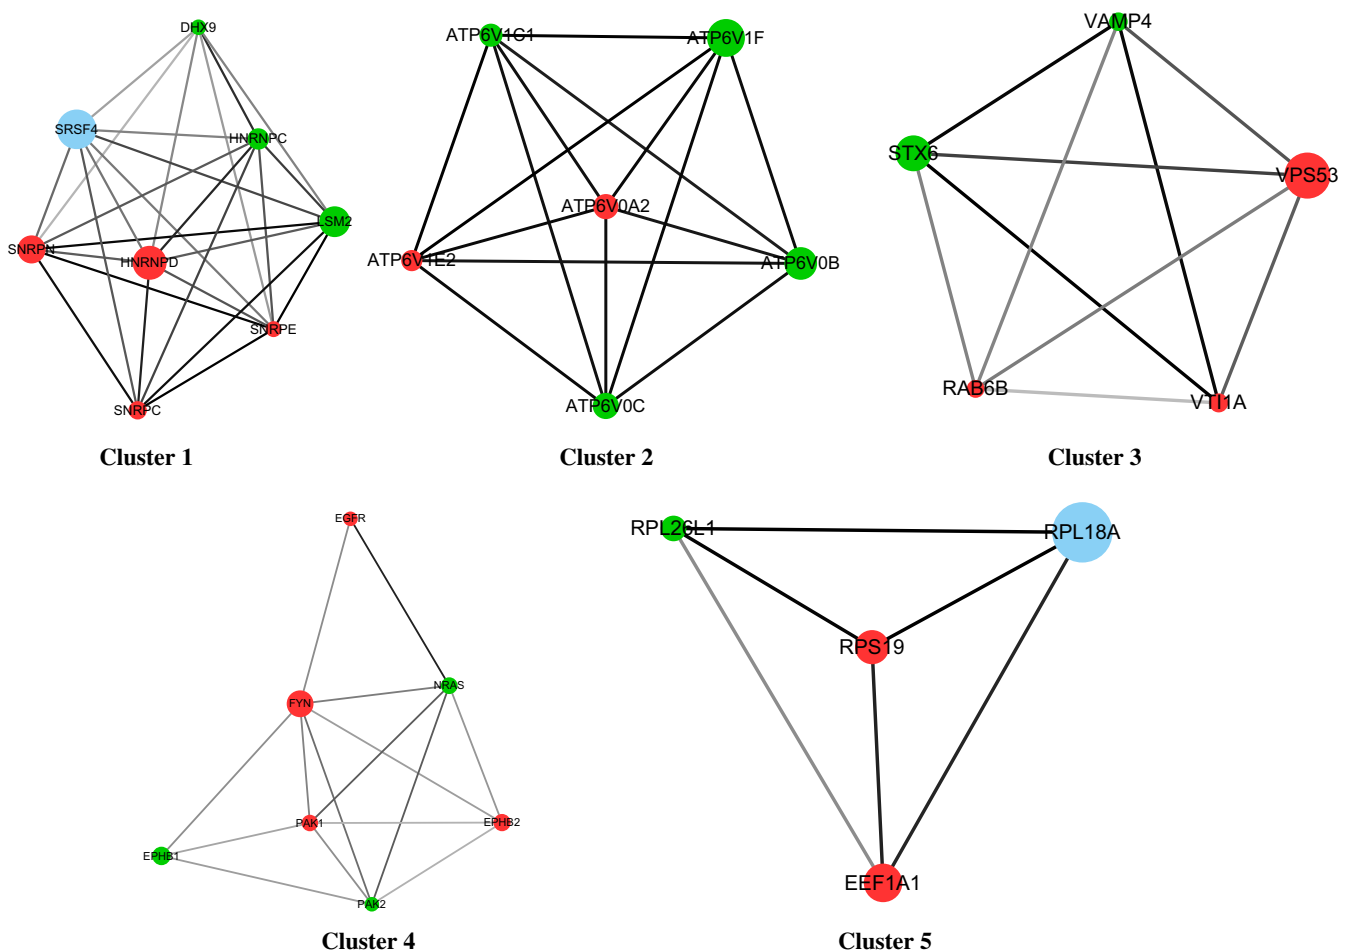 DHX9
SRSF4
HNRNPC
LSM2
SNRPN
HNRNPD
SNRPE
SNRPC
Cluster 1
ATP6V1C1
ATP6V1F
ATP6V0A2
ATP6V1E2
ATP6V0B
ATP6V0C
Cluster 2
VAMP4
STX6
VPS53
RAB6B
VTI1A
Cluster 3
EGFR
NRAS
FYN
PAK1
EPHB2
EPHB1
PAK2
Cluster 4
RPL26L1
RPL18A
RPS19
EEF1A1
Cluster 5